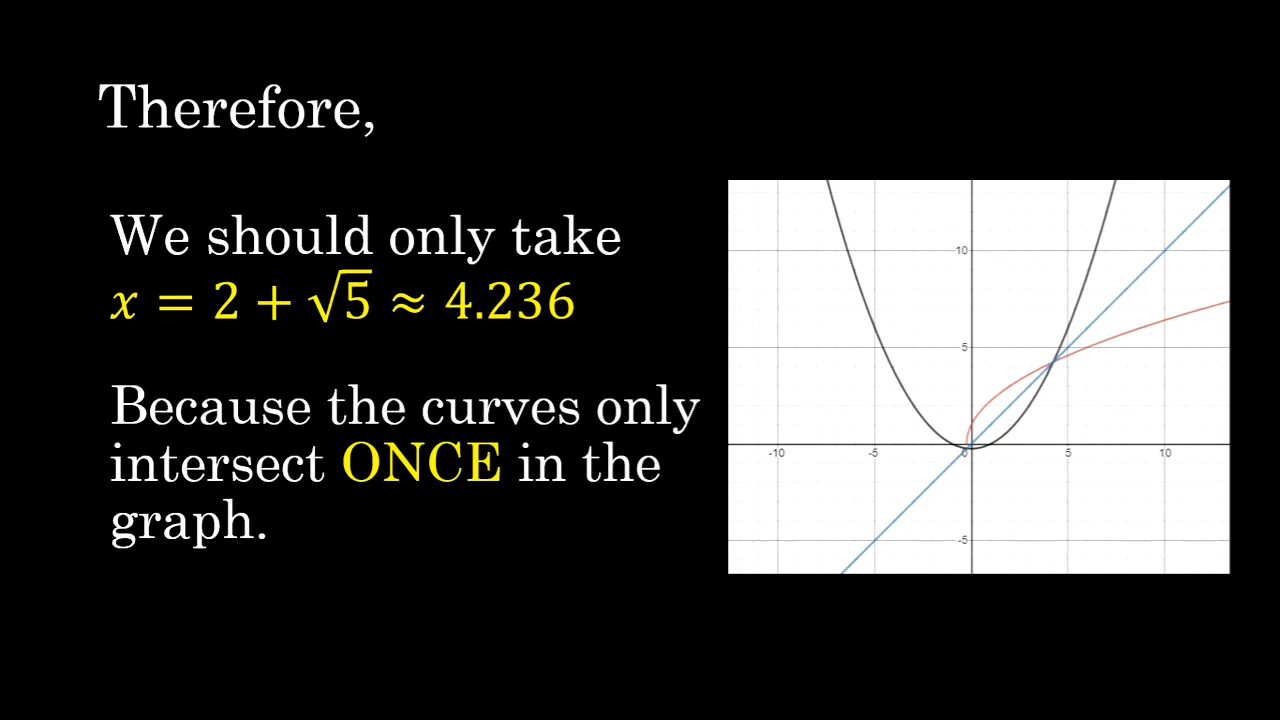 Therefore,
We should only take
x = 2 + √5 ≈ 4.236
Because the curves only
intersect ONCE in the
graph.
10
5
-10 -5 0 5 10
-5